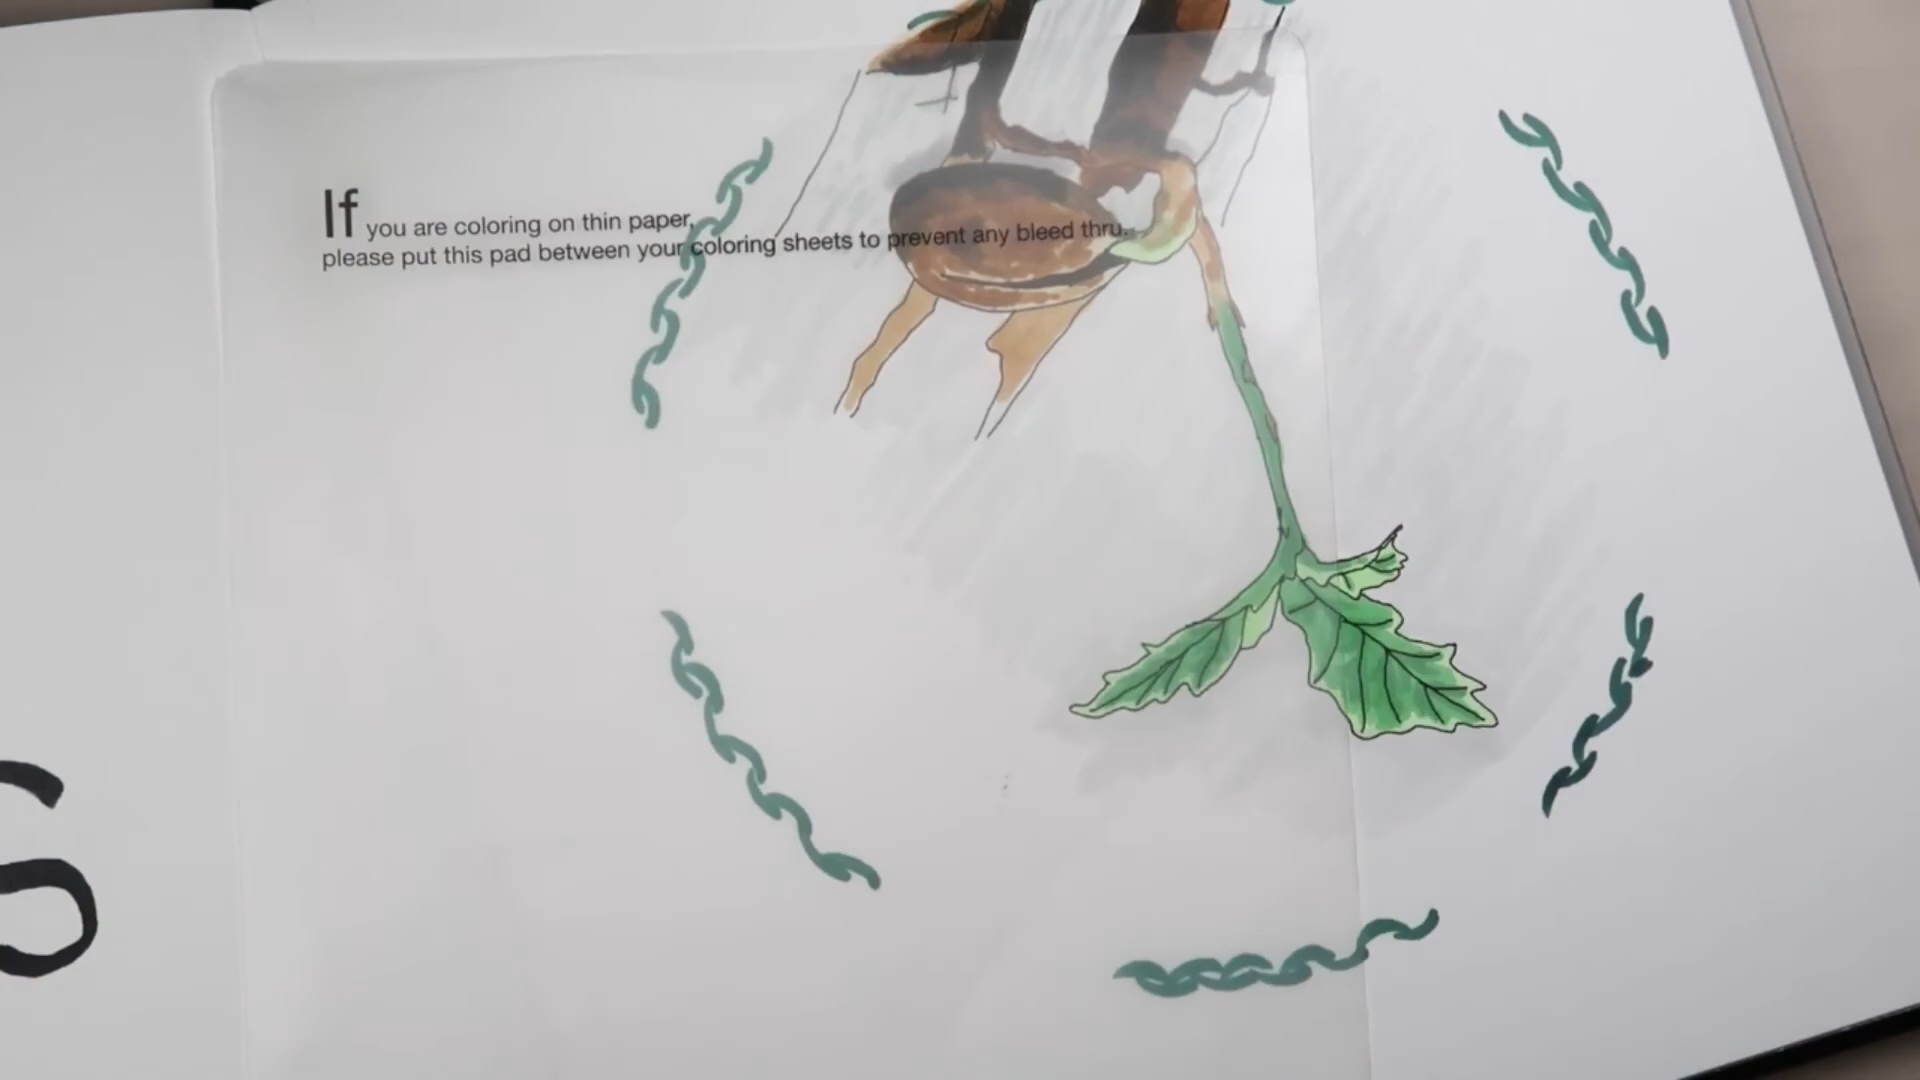 If you are coloring on thin paper,
please put this pad between your coloring sheets to prevent any bleed thru.